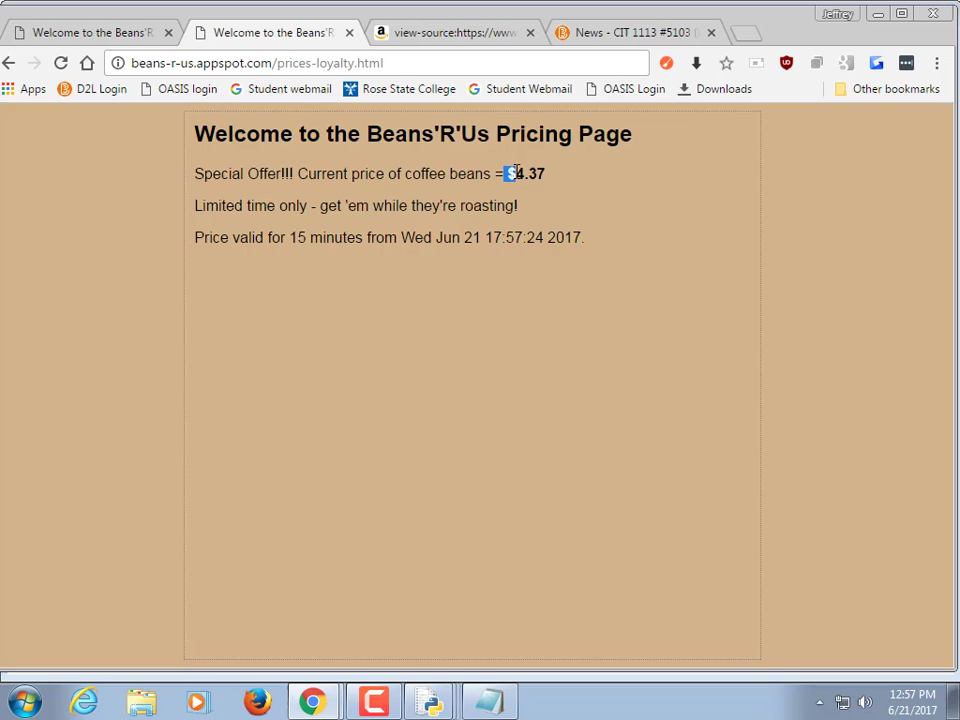 Jeffrey
Welcome to the Beans'R
Welcome to the Beans'R
view-source:https://www
News - CIT 1113 #5103
beans-r-us.appspot.com/prices-loyalty.html
Apps D2L Login OASIS login Student webmail Rose State College Student Webmail OASIS Login Downloads Other bookmarks
Welcome to the Beans'R'Us Pricing Page
Special Offer!!! Current price of coffee beans = $4.37
Limited time only - get 'em while they're roasting!
Price valid for 15 minutes from Wed Jun 21 17:57:24 2017.
12:57 PM
6/21/2017